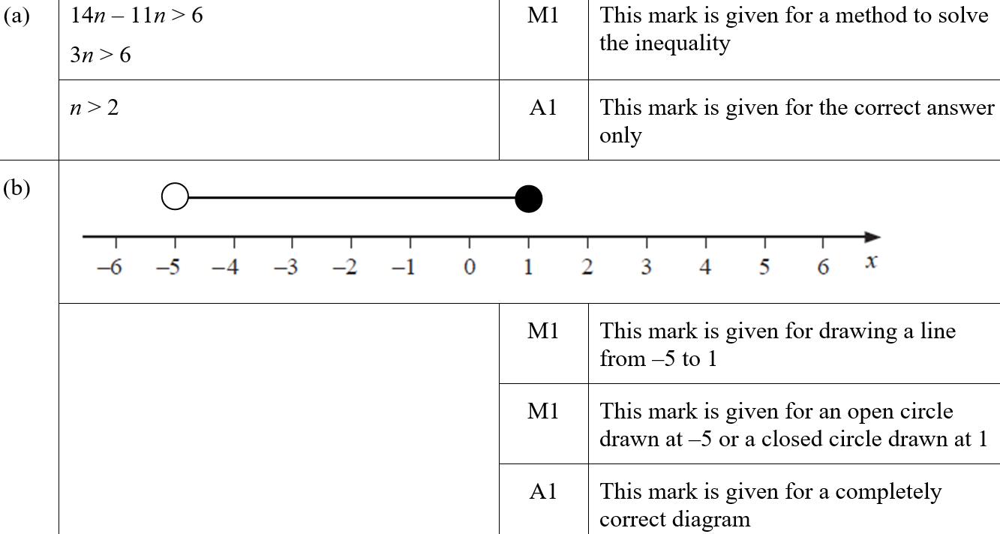 (a) 14n – 11n > 6 M1 This mark is given for a method to solve
the inequality
3n > 6
n > 2 A1 This mark is given for the correct answer
only
(b)
–6 –5 –4 –3 –2 –1 0 1 2 3 4 5 6 x
M1 This mark is given for drawing a line
from –5 to 1
M1 This mark is given for an open circle
drawn at –5 or a closed circle drawn at 1
A1 This mark is given for a completely
correct diagram